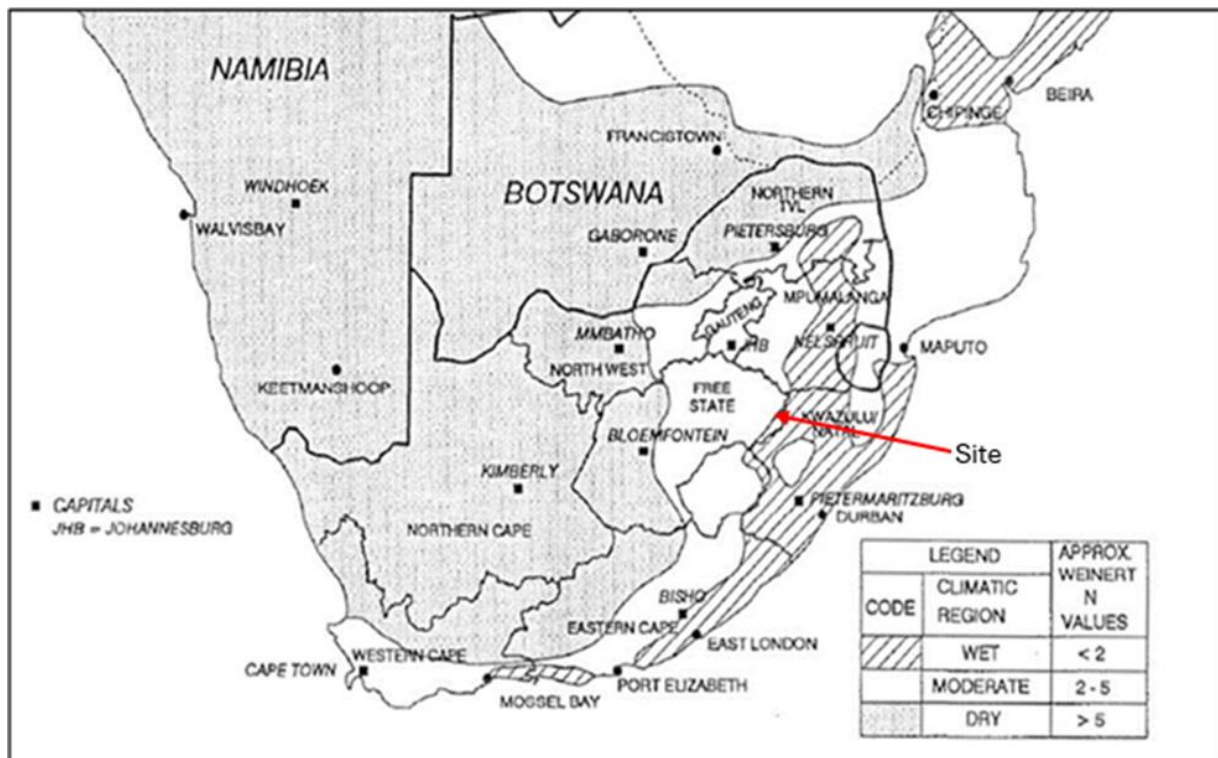 NAMIBIA
CHIPINGE
BEIRA
FRANCISTOWN
BOTSWANA
WINDHOEK
NORTHERN
TVL
WALVISBAY
GABORONE
PIETERSBURG
MPUMALANGA
GAUTENG
MMBATHO
JHB
NELSPRUIT
MAPUTO
NORTH WEST
KEETMANSHOOP
FREE
STATE
KWAZULU/
NATAL
BLOEMFONTEIN
Site
KIMBERLY
CAPITALS
JHB = JOHANNESBURG
PIETERMARITZBURG
DURBAN
NORTHERN CAPE
LEGEND
APPROX.
WEINERT
N
VALUES
CODE
CLIMATIC
REGION
WET
< 2
MODERATE
2 - 5
DRY
> 5
BISHO
EASTERN CAPE
EAST LONDON
WESTERN CAPE
CAPE TOWN
MOSSEL BAY
PORT ELIZABETH